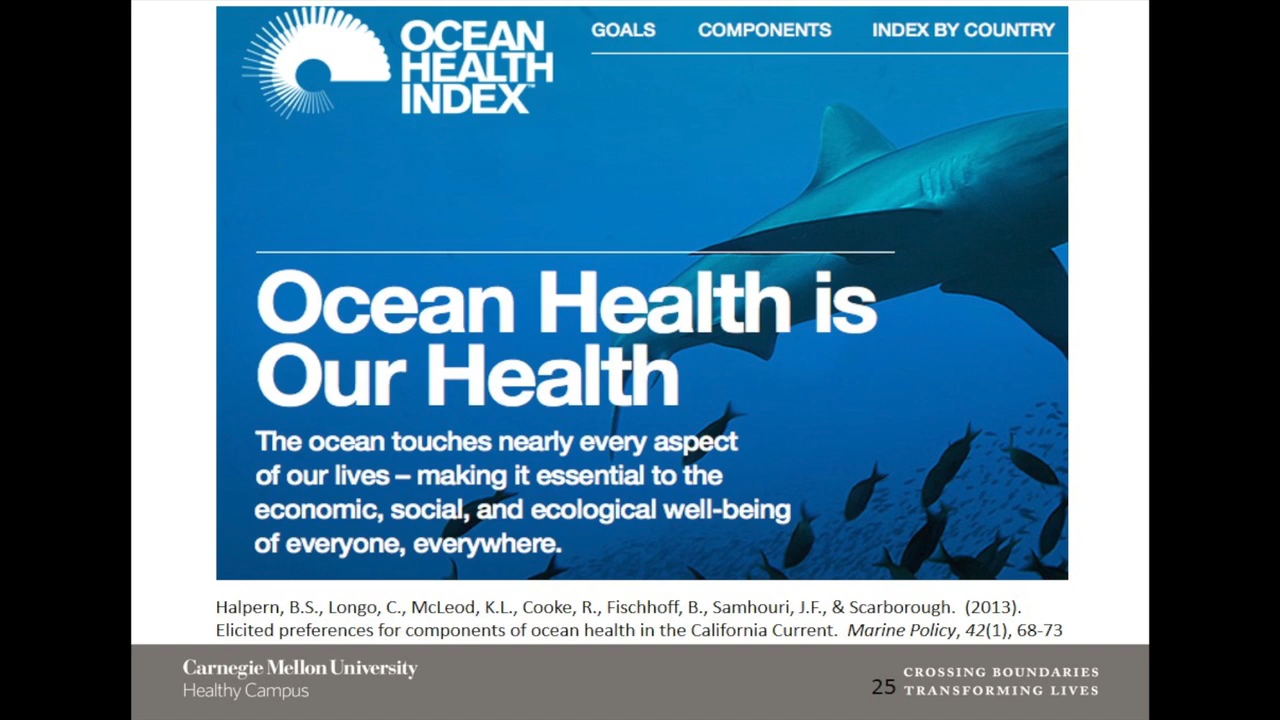 OCEAN
HEALTH
INDEX™
GOALS COMPONENTS INDEX BY COUNTRY
Ocean Health is
Our Health
The ocean touches nearly every aspect
of our lives – making it essential to the
economic, social, and ecological well-being
of everyone, everywhere.
Halpern, B.S., Longo, C., McLeod, K.L., Cooke, R., Fischhoff, B., Samhouri, J.F., & Scarborough. (2013).
Elicited preferences for components of ocean health in the California Current. Marine Policy, 42(1), 68-73
Carnegie Mellon University
Healthy Campus
25
CROSSING BOUNDARIES
TRANSFORMING LIVES